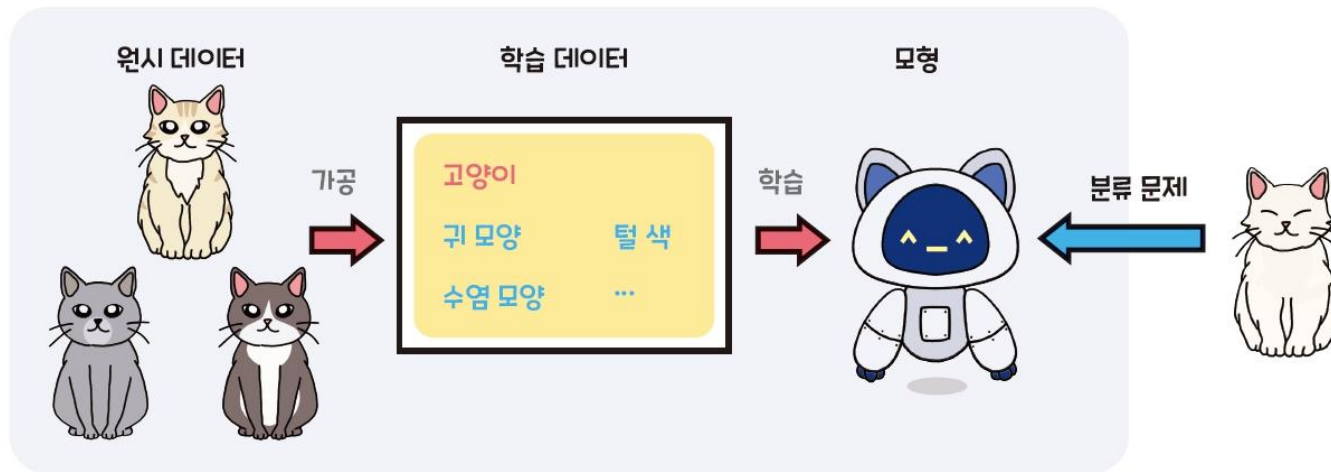 원시 데이터
학습 데이터
모형
가공
고양이
귀 모양 털 색
수염 모양 ...
학습
분류 문제